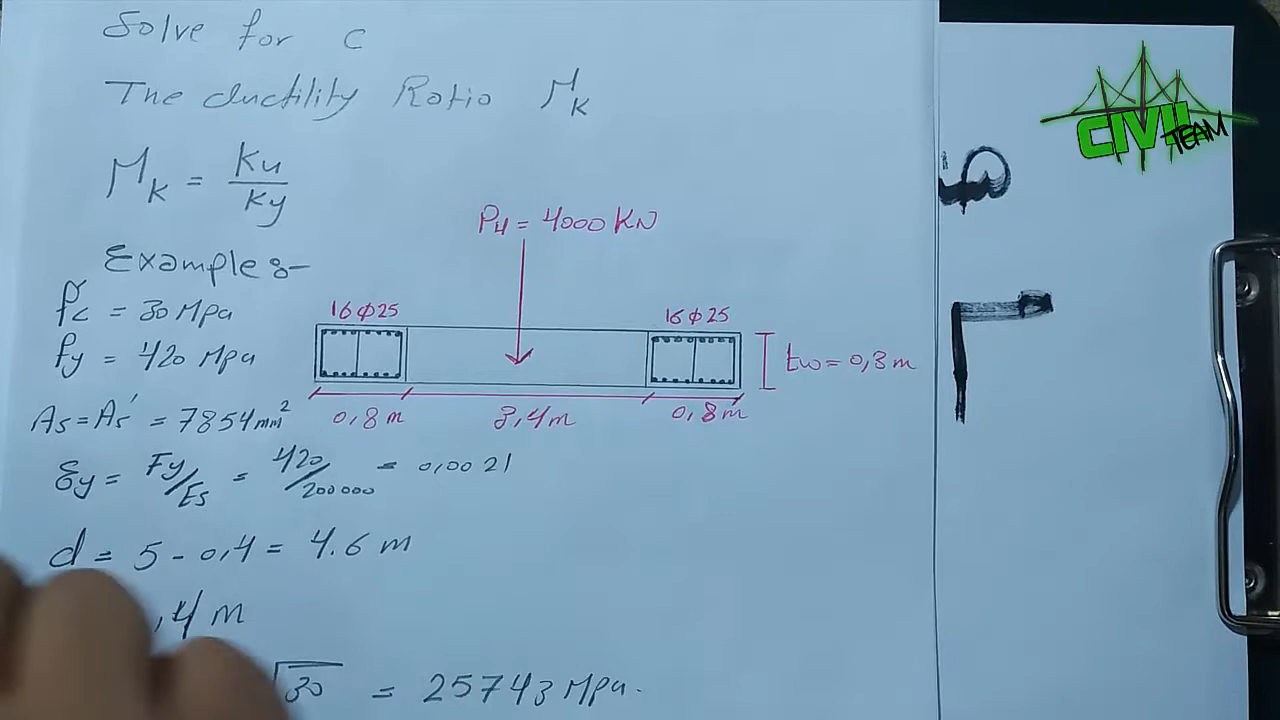 Solve for c
The ductility Ratio μk
μk = ku/ky
Example:-
f'c = 30 MPa
fy = 420 MPa
As = As' = 7854 mm²
εy = Fy/Es = 420/200000 = 0,0021
d = 5 - 0,4 = 4.6 m
,4 m
√30 = 25743 MPa.
Pu = 4000 KN
16Φ25
16Φ25
tw = 0,3 m
0,8 m
3,4 m
0,8 m
CIVIL
TEAM